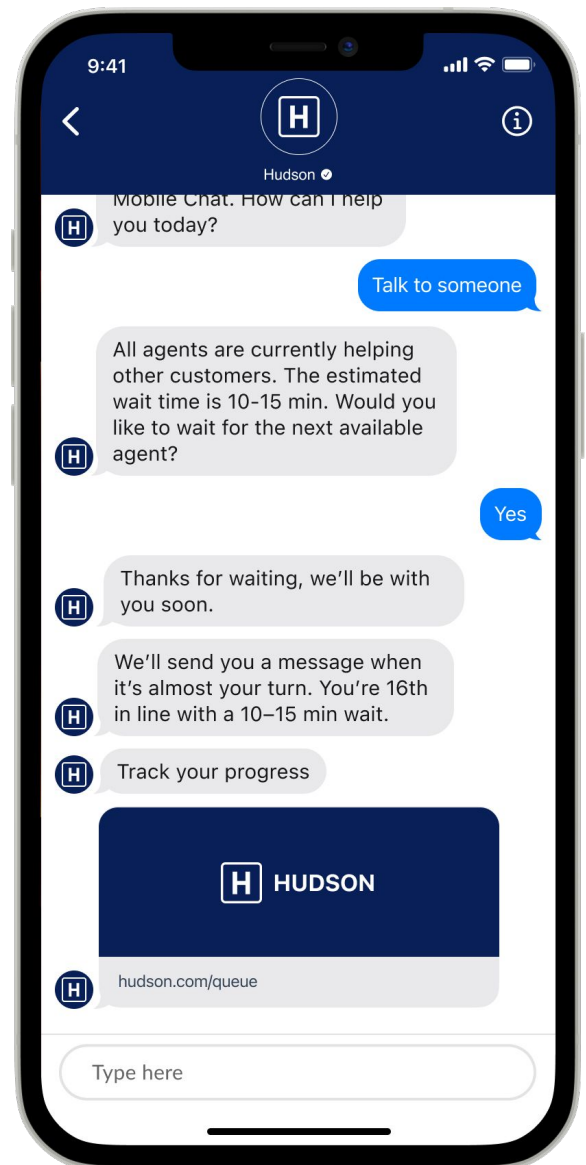 9:41
H
Hudson
Mobile Chat. How can I help
you today?
H
Talk to someone
All agents are currently helping
other customers. The estimated
wait time is 10-15 min. Would you
like to wait for the next available
agent?
H
Yes
Thanks for waiting, we’ll be with
you soon.
H
We’ll send you a message when
it’s almost your turn. You’re 16th
in line with a 10–15 min wait.
H
Track your progress
H
H HUDSON
hudson.com/queue
H
Type here